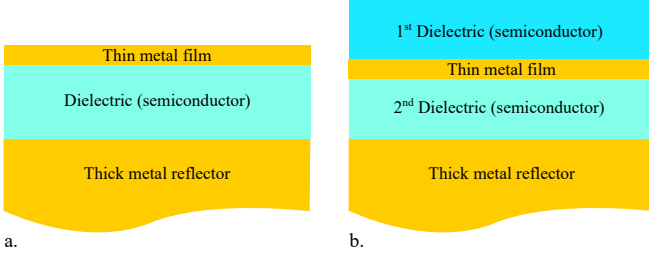 Thin metal film
Dielectric (semiconductor)
Thick metal reflector
a.
1st Dielectric (semiconductor)
Thin metal film
2nd Dielectric (semiconductor)
Thick metal reflector
b.